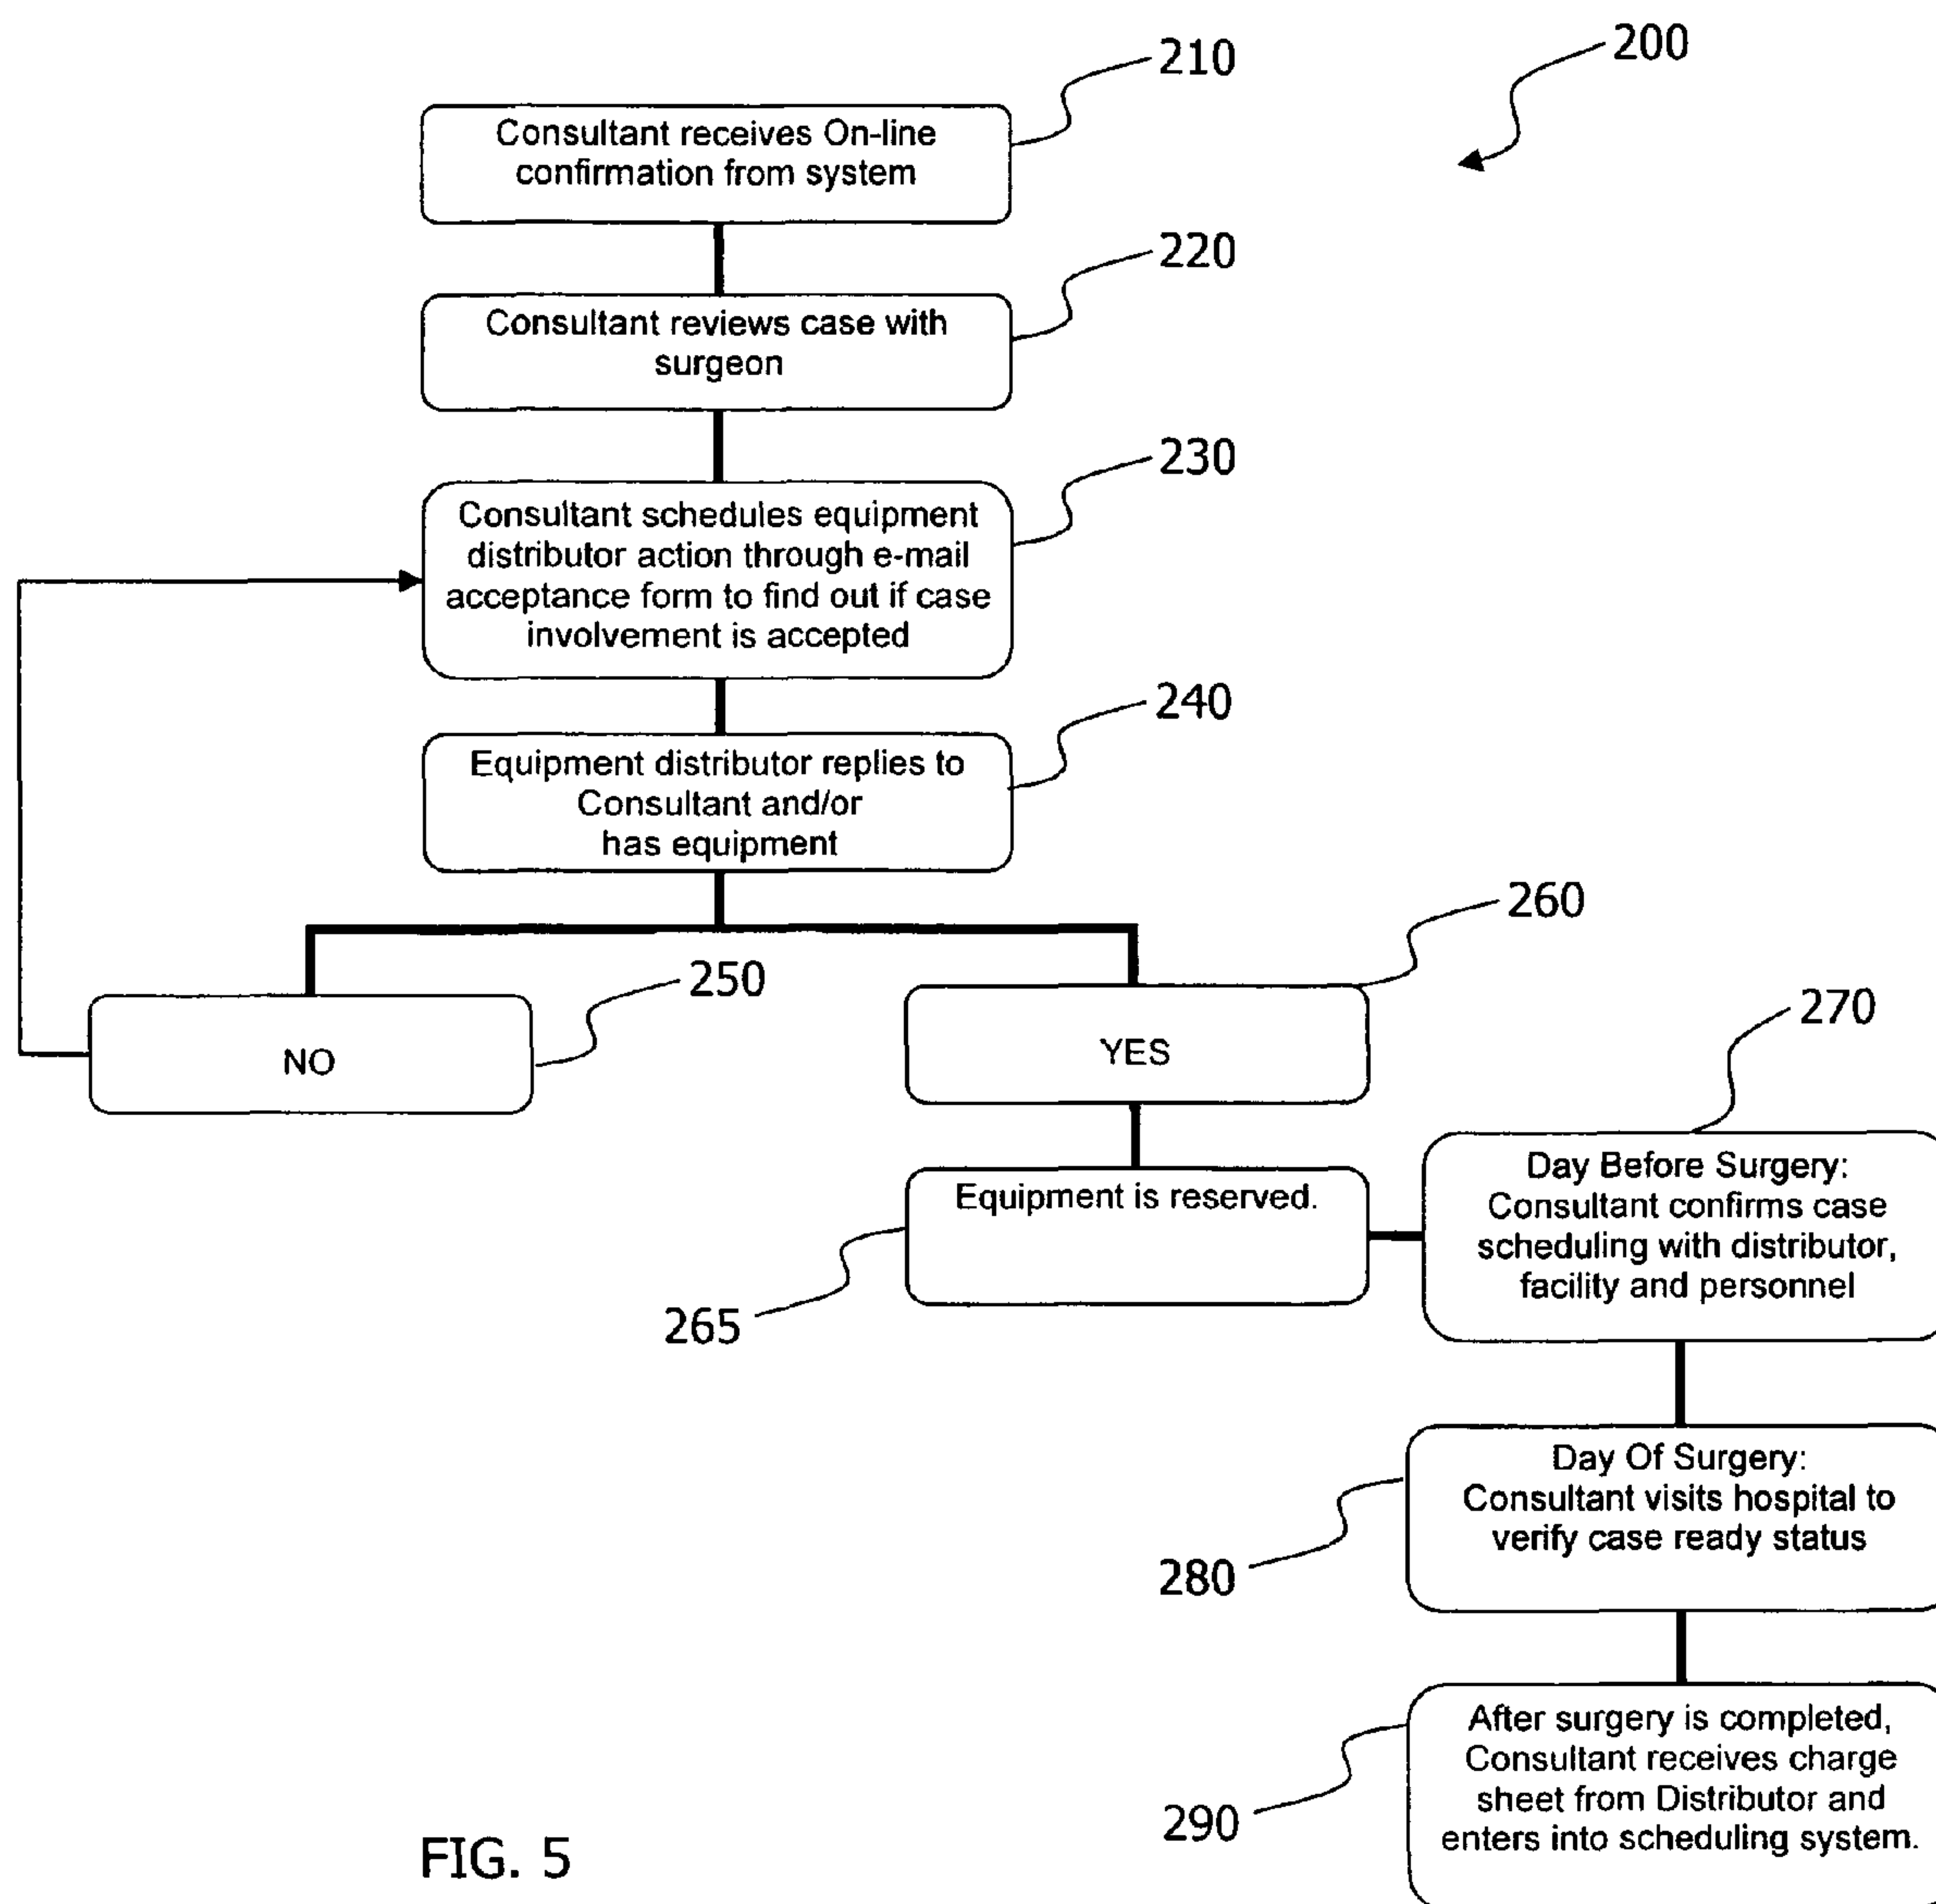 200
210
Consultant receives On-line
confirmation from system
220
Consultant reviews case with
surgeon
230
Consultant schedules equipment
distributor action through e-mail
acceptance form to find out if case
involvement is accepted
240
Equipment distributor replies to
Consultant and/or
has equipment
250
NO
260
YES
265
Equipment is reserved.
270
Day Before Surgery:
Consultant confirms case
scheduling with distributor,
facility and personnel
280
Day Of Surgery:
Consultant visits hospital to
verify case ready status
290
After surgery is completed,
Consultant receives charge
sheet from Distributor and
enters into scheduling system.
FIG. 5